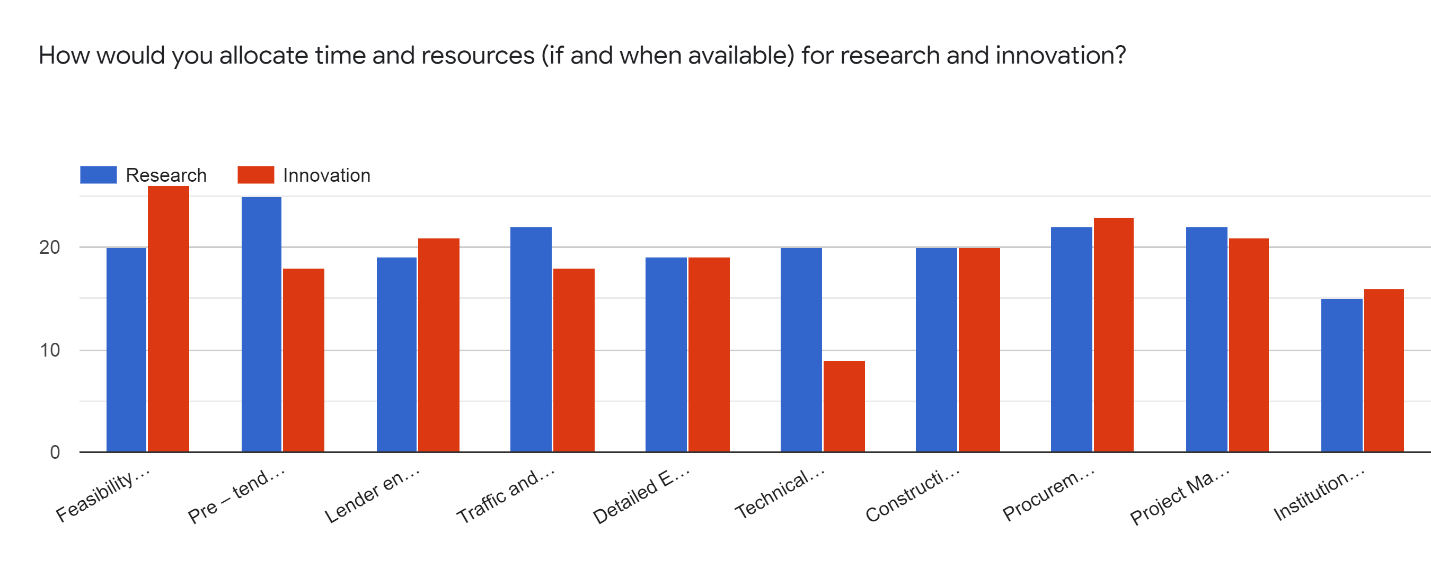 How would you allocate time and resources (if and when available) for research and innovation?
Research
Innovation
20
10
0
Feasibility…
Pre – tend…
Lender en…
Traffic and…
Detailed E…
Technical…
Constructi…
Procurem…
Project Ma…
Institution…